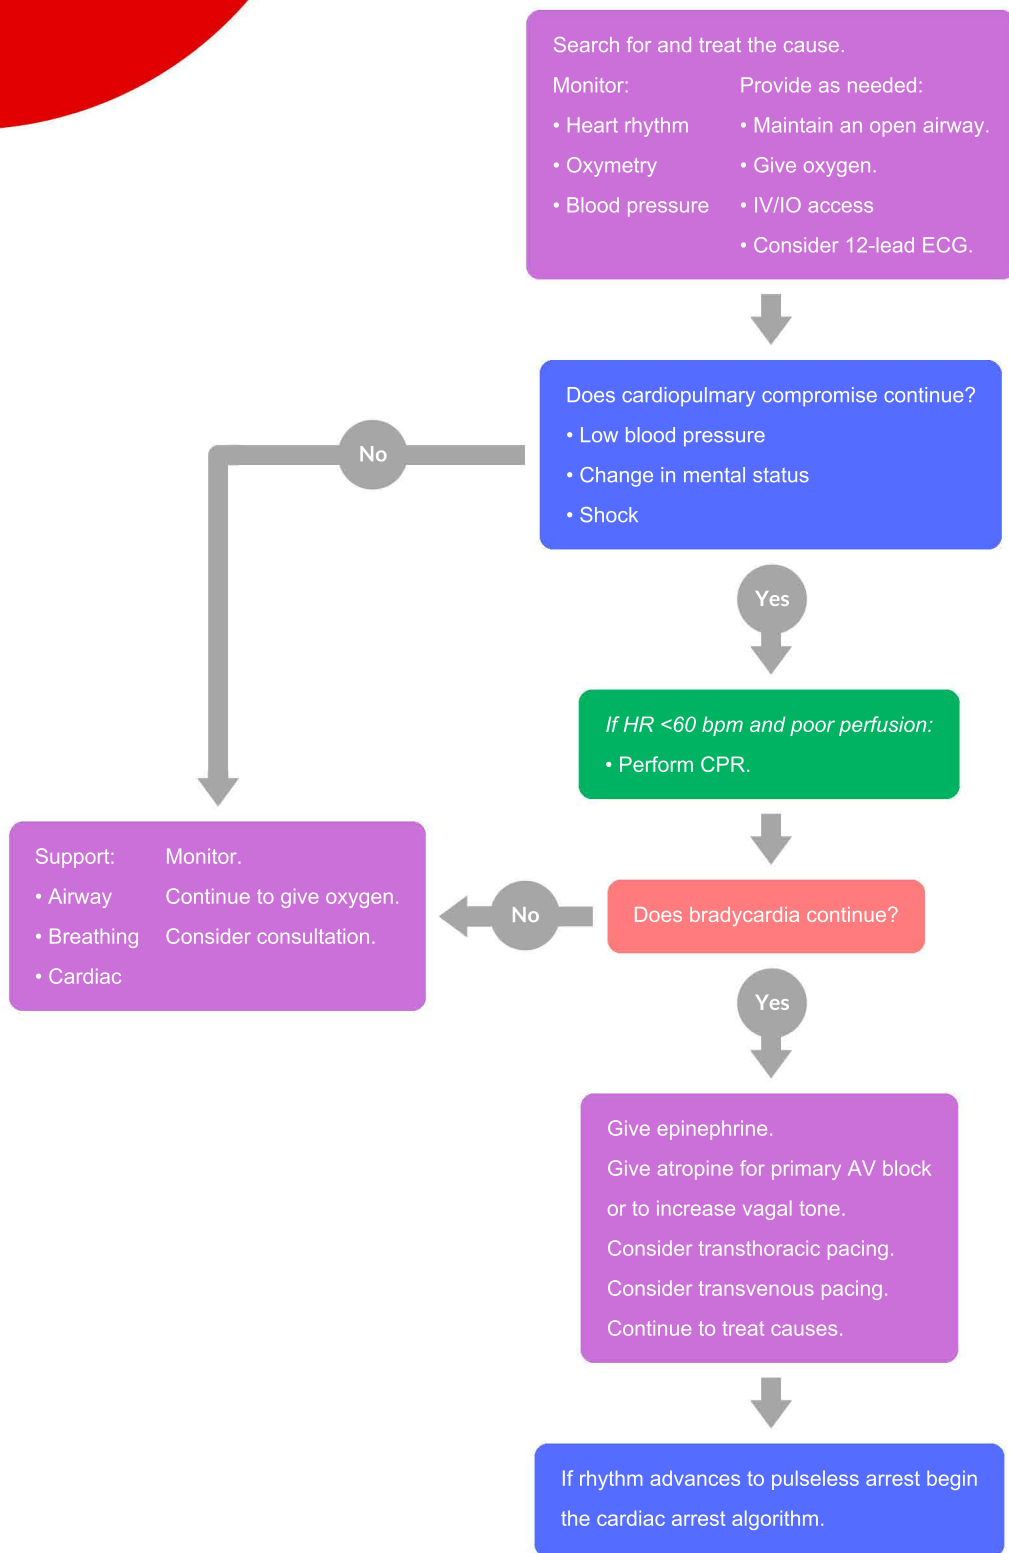 Search for and treat the cause.
Monitor:
• Heart rhythm
• Oxymetry
• Blood pressure
Provide as needed:
• Maintain an open airway.
• Give oxygen.
• IV/IO access
• Consider 12-lead ECG.
Does cardiopulmary compromise continue?
• Low blood pressure
• Change in mental status
• Shock
No
Yes
If HR <60 bpm and poor perfusion:
• Perform CPR.
Does bradycardia continue?
No
Support:
• Airway
• Breathing
• Cardiac
Monitor.
Continue to give oxygen.
Consider consultation.
Yes
Give epinephrine.
Give atropine for primary AV block
or to increase vagal tone.
Consider transthoracic pacing.
Consider transvenous pacing.
Continue to treat causes.
If rhythm advances to pulseless arrest begin
the cardiac arrest algorithm.